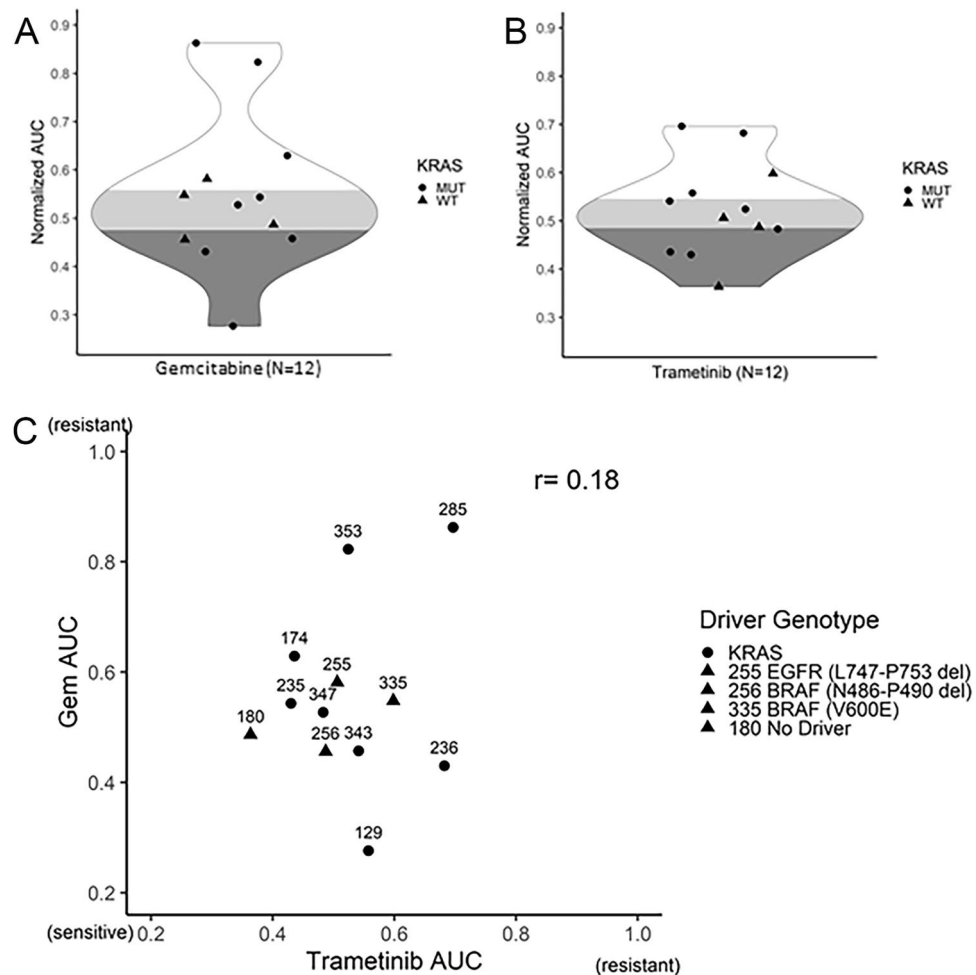 A
0.9
0.8
0.7
0.6
0.5
0.4
0.3
Normalized AUC
Gemcitabine (N=12)
KRAS
MUT
WT
B
0.9
0.8
0.7
0.6
0.5
0.4
0.3
Normalized AUC
Trametinib (N=12)
KRAS
MUT
WT
C
(resistant)
1.0
0.8
0.6
0.4
0.2
Gem AUC
r= 0.18
285
353
174
255
335
235
347
180
256
343
236
129
(sensitive)
0.2
0.4
0.6
0.8
1.0
Trametinib AUC
(resistant)
Driver Genotype
KRAS
255 EGFR (L747-P753 del)
256 BRAF (N486-P490 del)
335 BRAF (V600E)
180 No Driver